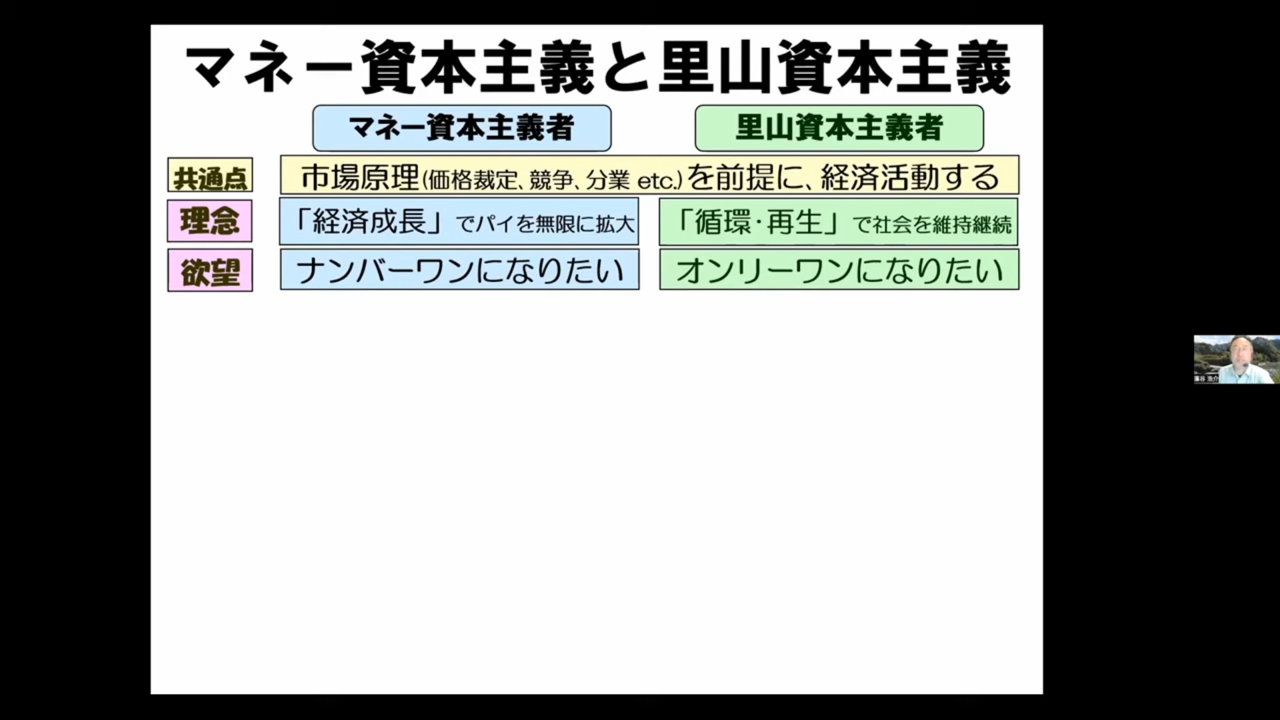 マネー資本主義と里山資本主義
マネー資本主義者
里山資本主義者
共通点
市場原理(価格裁定、競争、分業 etc.)を前提に、経済活動する
理念
「経済成長」でパイを無限に拡大
「循環・再生」で社会を維持継続
欲望
ナンバーワンになりたい
オンリーワンになりたい
藻谷 浩介